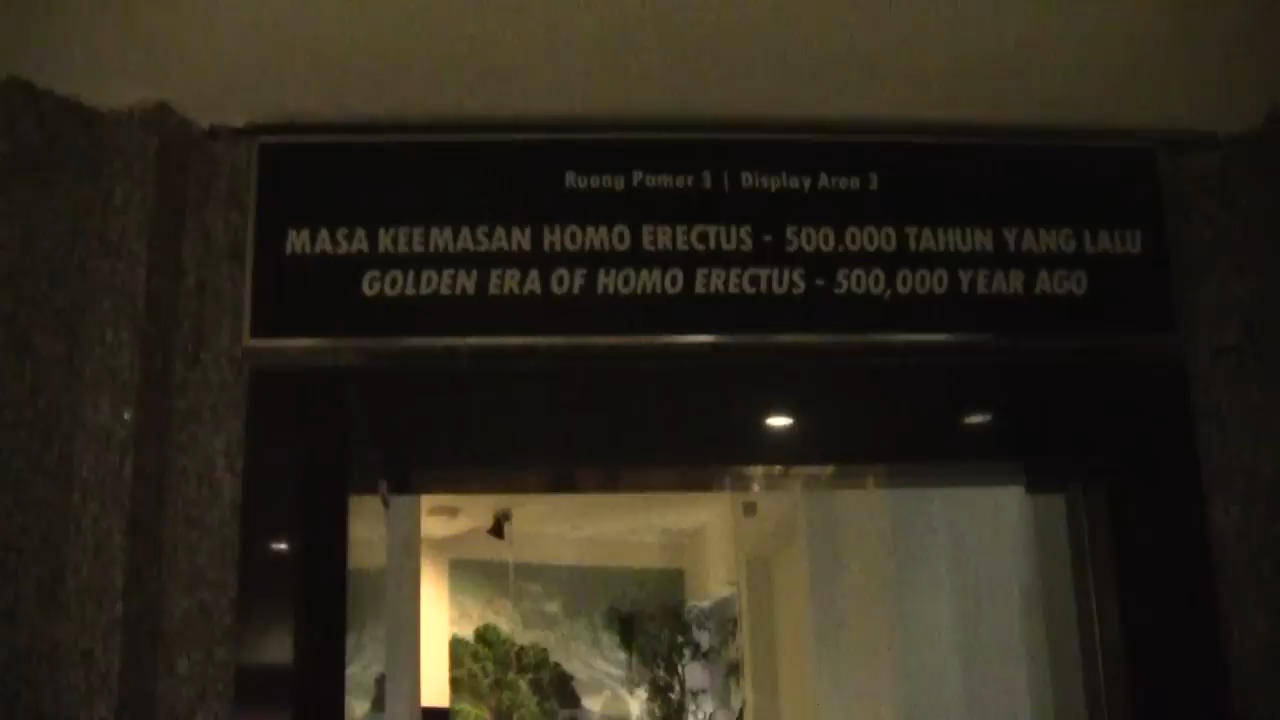 Ruang Pamer 3 | Display Area 3
MASA KEEMASAN HOMO ERECTUS - 500.000 TAHUN YANG LALU
GOLDEN ERA OF HOMO ERECTUS - 500,000 YEAR AGO